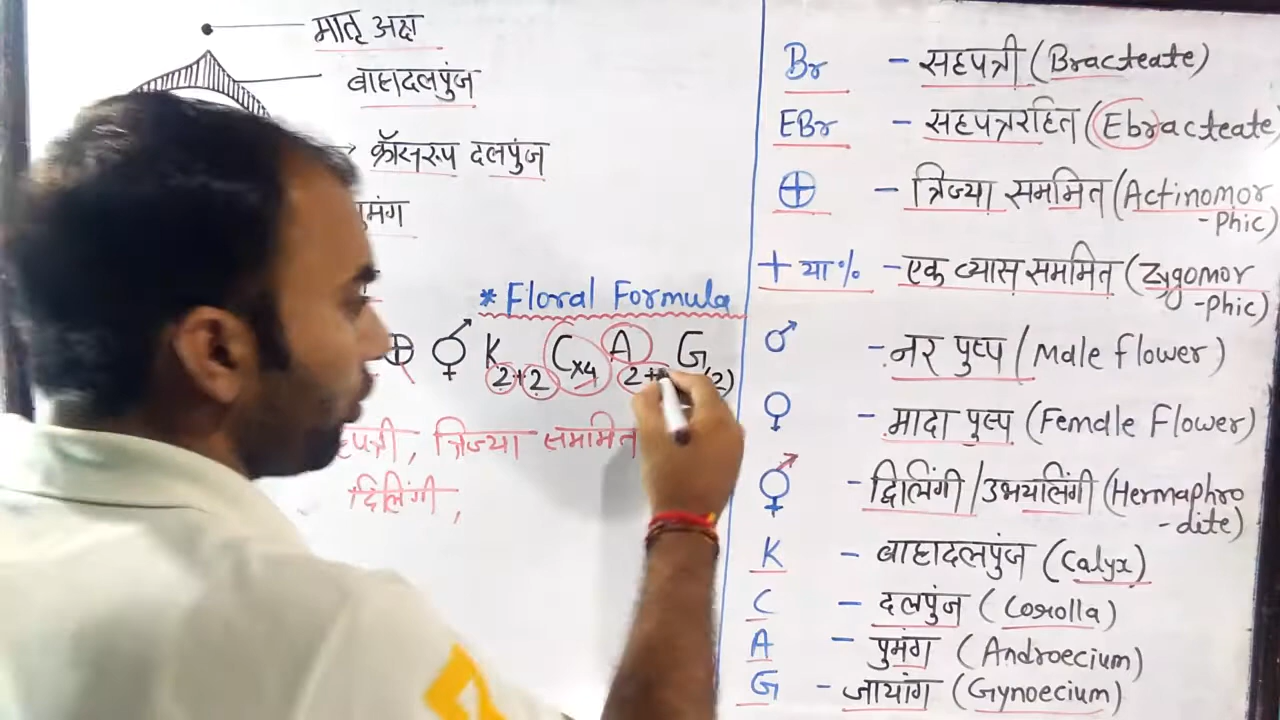 मातृ अक्ष
बाह्यदलपुंज
क्रॉसरूप दलपुंज
पुमंग
* Floral Formula
⊕ ⚥ K2+2 C×4 A2+ G(2)
त्रिज्या सममित
द्विलिंगी,
Br - सहपत्री (Bracteate)
EBr - सहपत्ररहित (Ebracteate)
⊕ - त्रिज्या सममित (Actinomor
-Phic)
+ या % - एक व्यास सममित (Zygomor
-phic)
♂ - नर पुष्प (Male flower)
♀ - मादा पुष्प (Female Flower)
⚥ - द्विलिंगी/उभयलिंगी (Hermaphro
-dite)
K - बाह्यदलपुंज (Calyx)
C - दलपुंज (Corolla)
A - पुमंग (Androecium)
G - जायांग (Gynoecium)